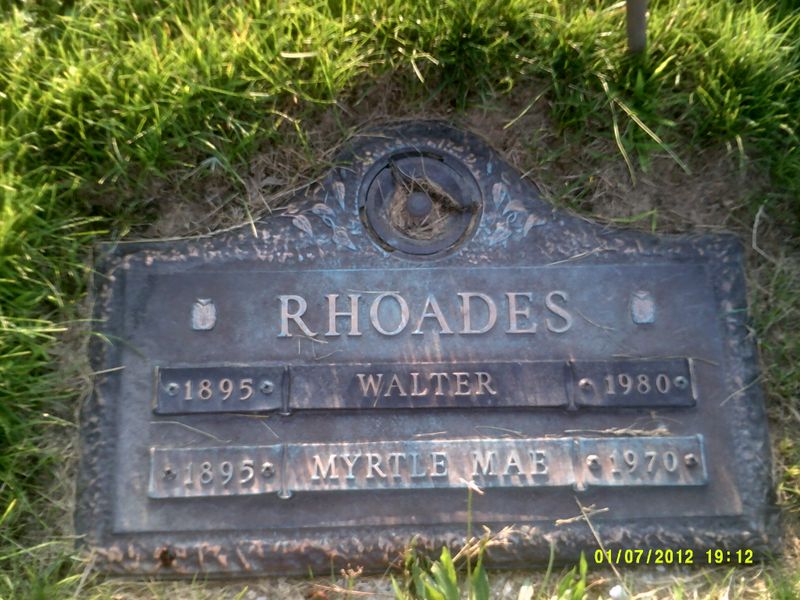 RHOADES
1895 WALTER 1980
1895 MYRTLE MAE 1970
01/07/2012 19:12